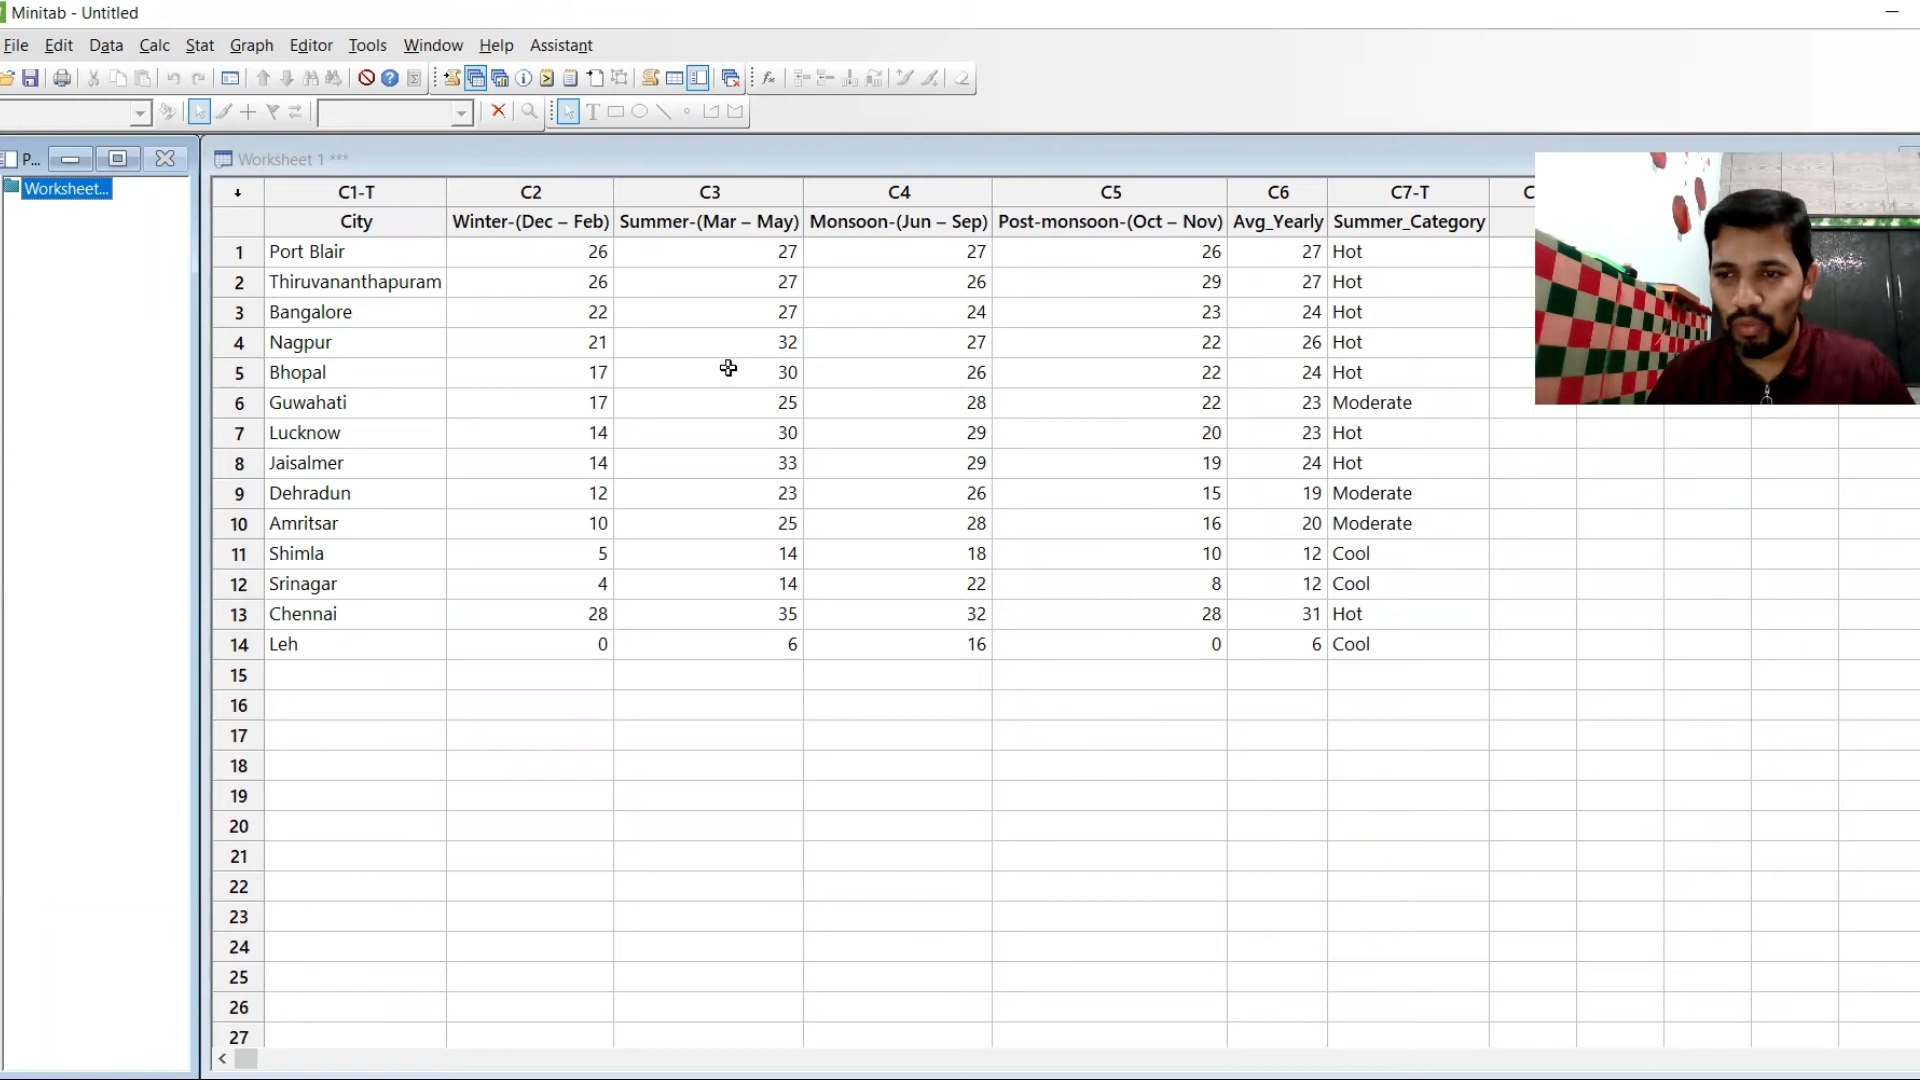 Minitab - Untitled
File Edit Data Calc Stat Graph Editor Tools Window Help Assistant
P...
Worksheet 1 ***
Worksheet...
C1-T C2 C3 C4 C5 C6 C7-T C
City Winter-(Dec – Feb) Summer-(Mar – May) Monsoon-(Jun – Sep) Post-monsoon-(Oct – Nov) Avg_Yearly Summer_Category
1 Port Blair 26 27 27 26 27 Hot
2 Thiruvananthapuram 26 27 26 29 27 Hot
3 Bangalore 22 27 24 23 24 Hot
4 Nagpur 21 32 27 22 26 Hot
5 Bhopal 17 30 26 22 24 Hot
6 Guwahati 17 25 28 22 23 Moderate
7 Lucknow 14 30 29 20 23 Hot
8 Jaisalmer 14 33 29 19 24 Hot
9 Dehradun 12 23 26 15 19 Moderate
10 Amritsar 10 25 28 16 20 Moderate
11 Shimla 5 14 18 10 12 Cool
12 Srinagar 4 14 22 8 12 Cool
13 Chennai 28 35 32 28 31 Hot
14 Leh 0 6 16 0 6 Cool
15
16
17
18
19
20
21
22
23
24
25
26
27